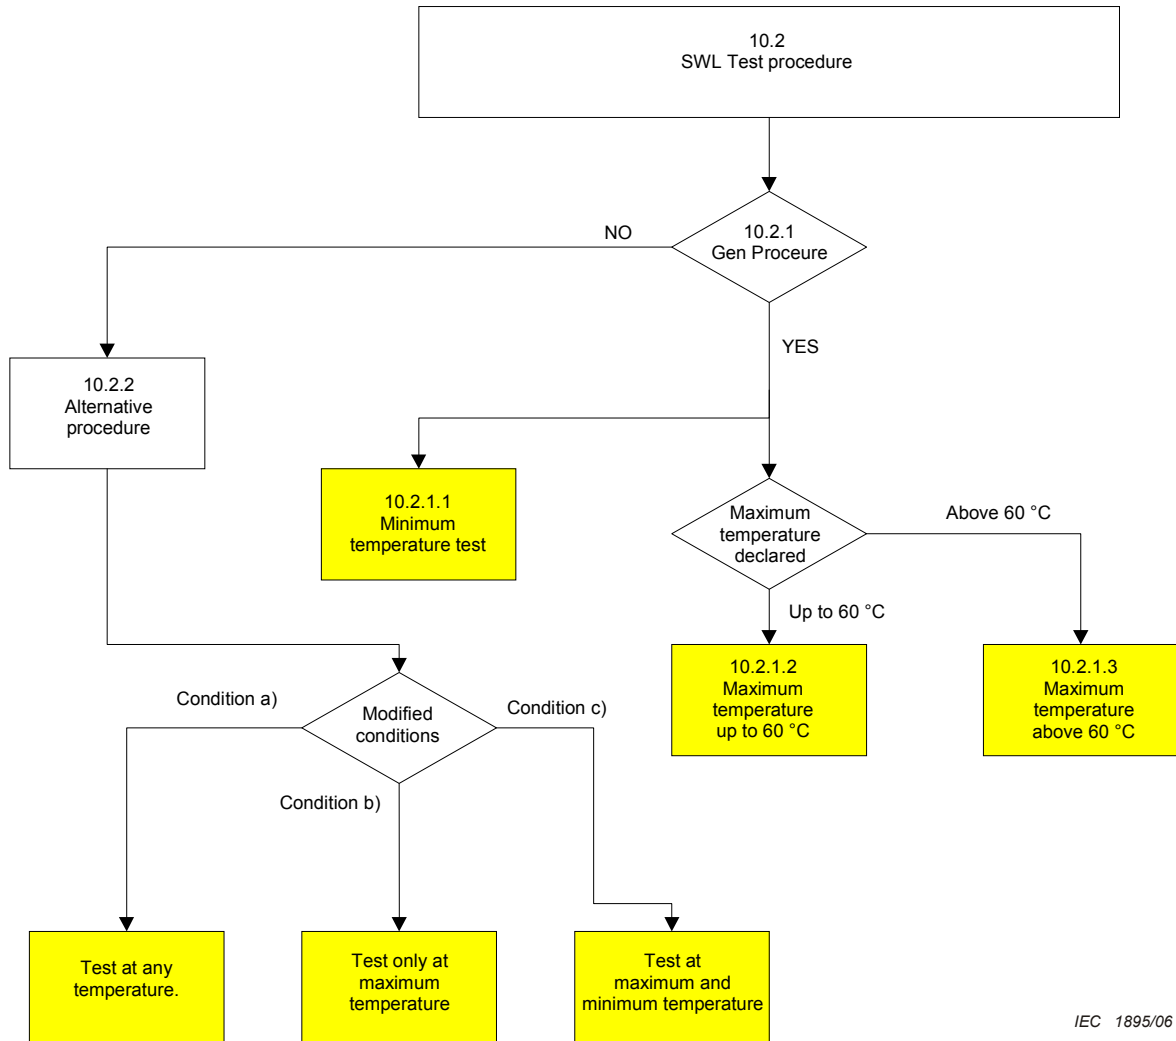 10.2
SWL Test procedure
10.2.1
Gen Proceure
NO
YES
10.2.2
Alternative
procedure
10.2.1.1
Minimum
temperature test
Maximum
temperature
declared
Above 60 °C
Up to 60 °C
10.2.1.2
Maximum
temperature
up to 60 °C
10.2.1.3
Maximum
temperature
above 60 °C
Condition a)
Modified
conditions
Condition c)
Condition b)
Test at any
temperature.
Test only at
maximum
temperature
Test at
maximum and
minimum temperature
IEC 1895/06